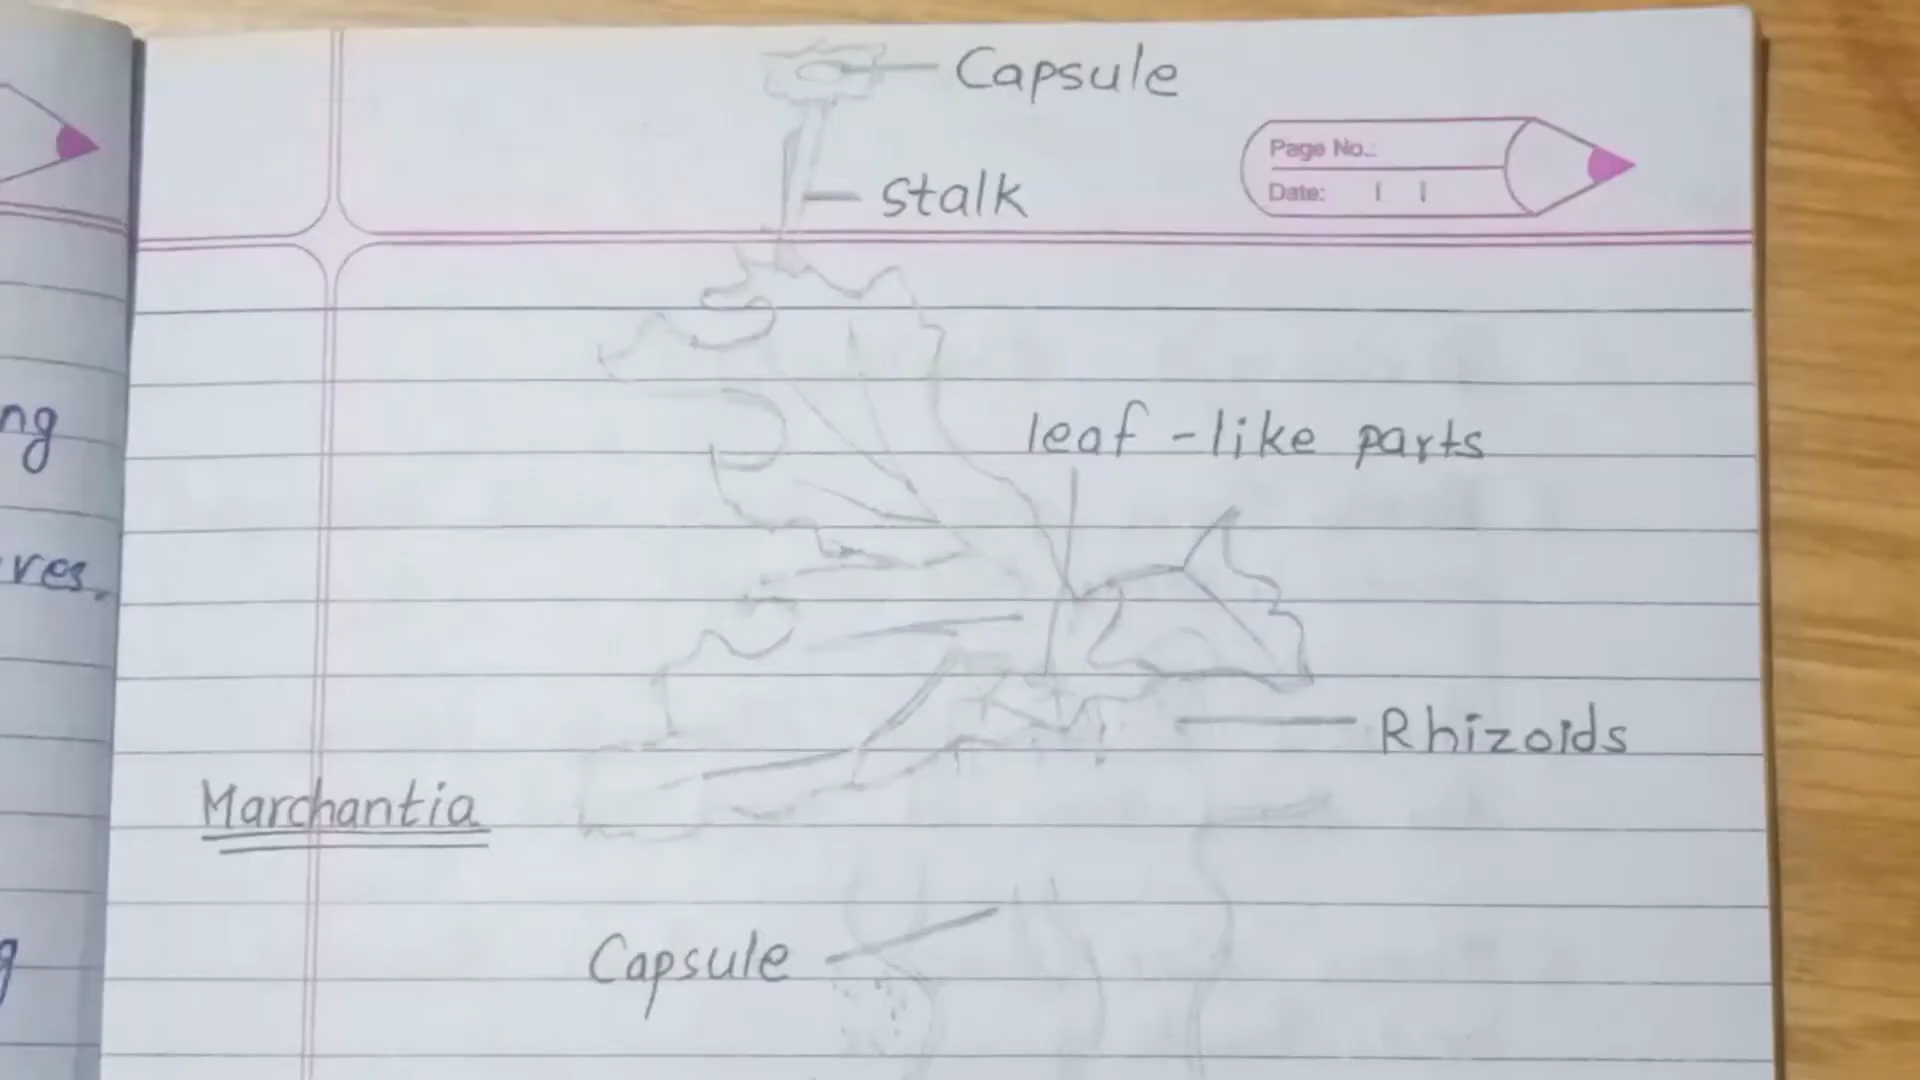 Capsule
Page No.:
Date:
Stalk
ng
leaf-like parts
res.
Rhizoids
Marchantia
Capsule
g